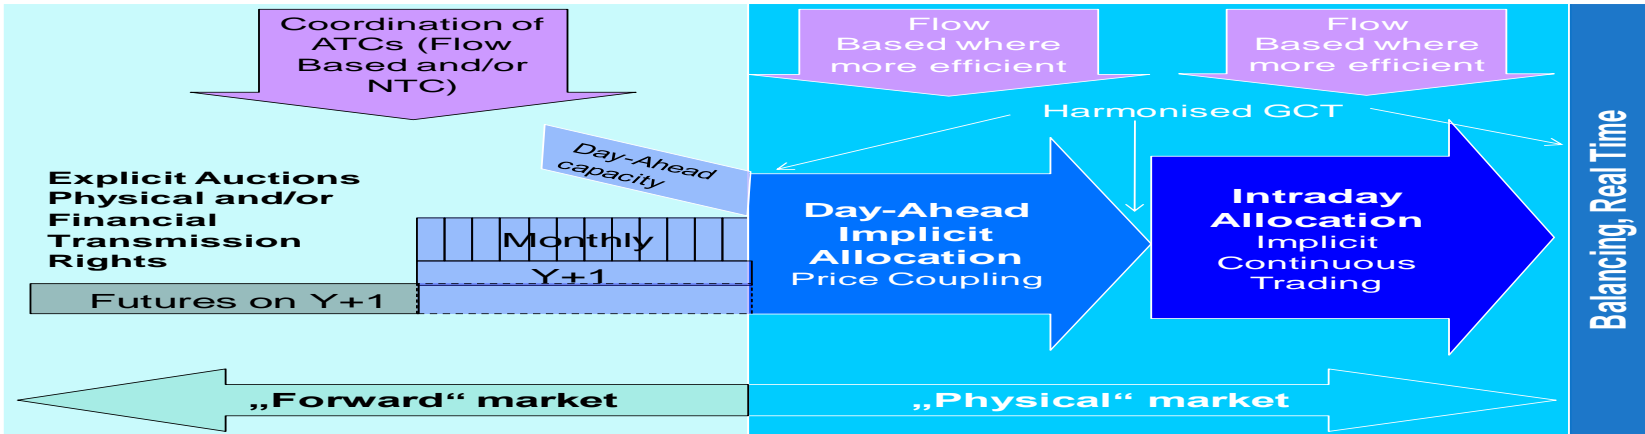 Coordination of
ATCs (Flow
Based and/or
NTC)
Flow
Based where
more efficient
Flow
Based where
more efficient
Harmonised GCT
Day-Ahead
capacity
Explicit Auctions
Physical and/or
Financial
Transmission
Rights
Monthly
Y+1
Futures on Y+1
Day-Ahead
Implicit
Allocation
Price Coupling
Intraday
Allocation
Implicit
Continuous
Trading
Balancing, Real Time
„Forward“ market
„Physical“ market